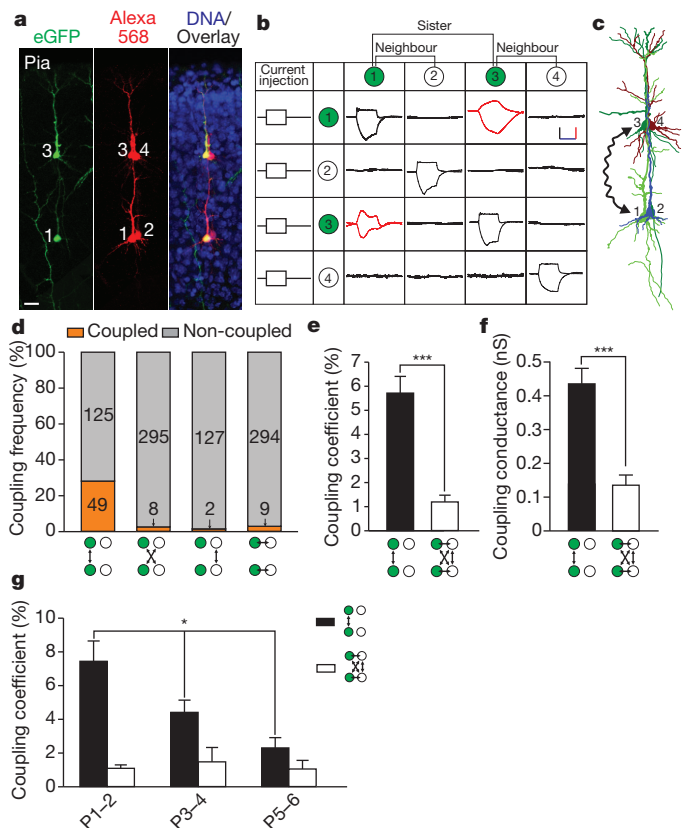 a
eGFP
Alexa 568
DNA/ Overlay
Pia
3
1
3 4
1 2
b
Sister
Neighbour Neighbour
Current injection
1 2 3 4
1
2
3
4
c
3 4
1 2
d
Coupled Non-coupled
Coupling frequency (%)
100
80
60
40
20
0
125 295 127 294
49 8 2 9
e
Coupling coefficient (%)
7
6
5
4
3
2
1
0
***
f
Coupling conductance (nS)
0.5
0.4
0.3
0.2
0.1
0
***
g
Coupling coefficient (%)
10
8
6
4
2
0
*
P1–2 P3–4 P5–6